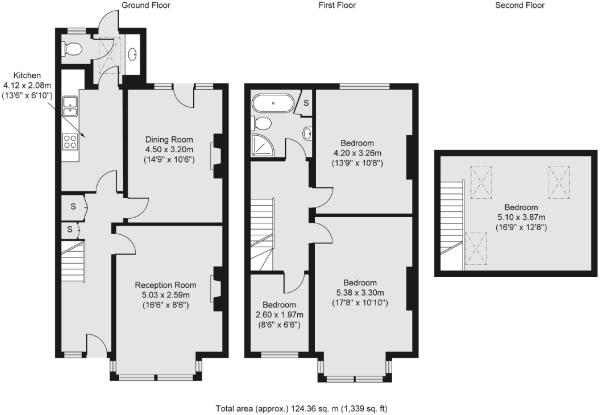 Ground Floor
First Floor
Second Floor
Kitchen
4.12 x 2.08m
(13'6" x 6'10")
Dining Room
4.50 x 3.20m
(14'9" x 10'6")
S
S
Reception Room
5.03 x 2.59m
(16'6" x 8'6")
S
Bedroom
4.20 x 3.26m
(13'9" x 10'8")
Bedroom
2.60 x 1.97m
(8'6" x 6'6")
Bedroom
5.38 x 3.30m
(17'8" x 10'10")
Bedroom
5.10 x 3.87m
(16'9" x 12'8")
Total area (approx.) 124.36 sq. m (1,339 sq. ft)